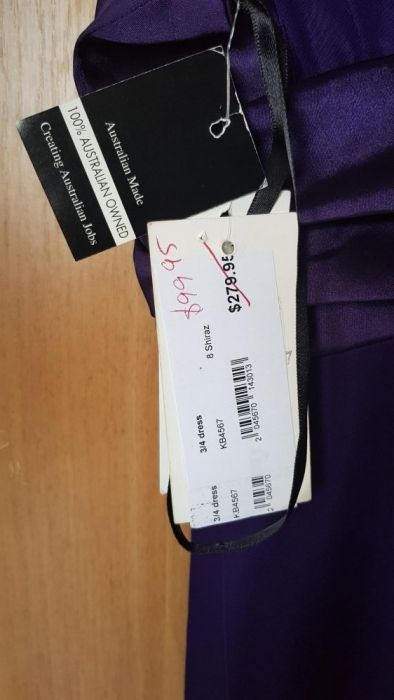 Australian Made
100% AUSTRALIAN OWNED
Creating Australian Jobs
$99.95
$279.95
8 Shiraz
3/4 dress
KB4567
2 045670 143013
3/4 dress
KB4567
2 045670